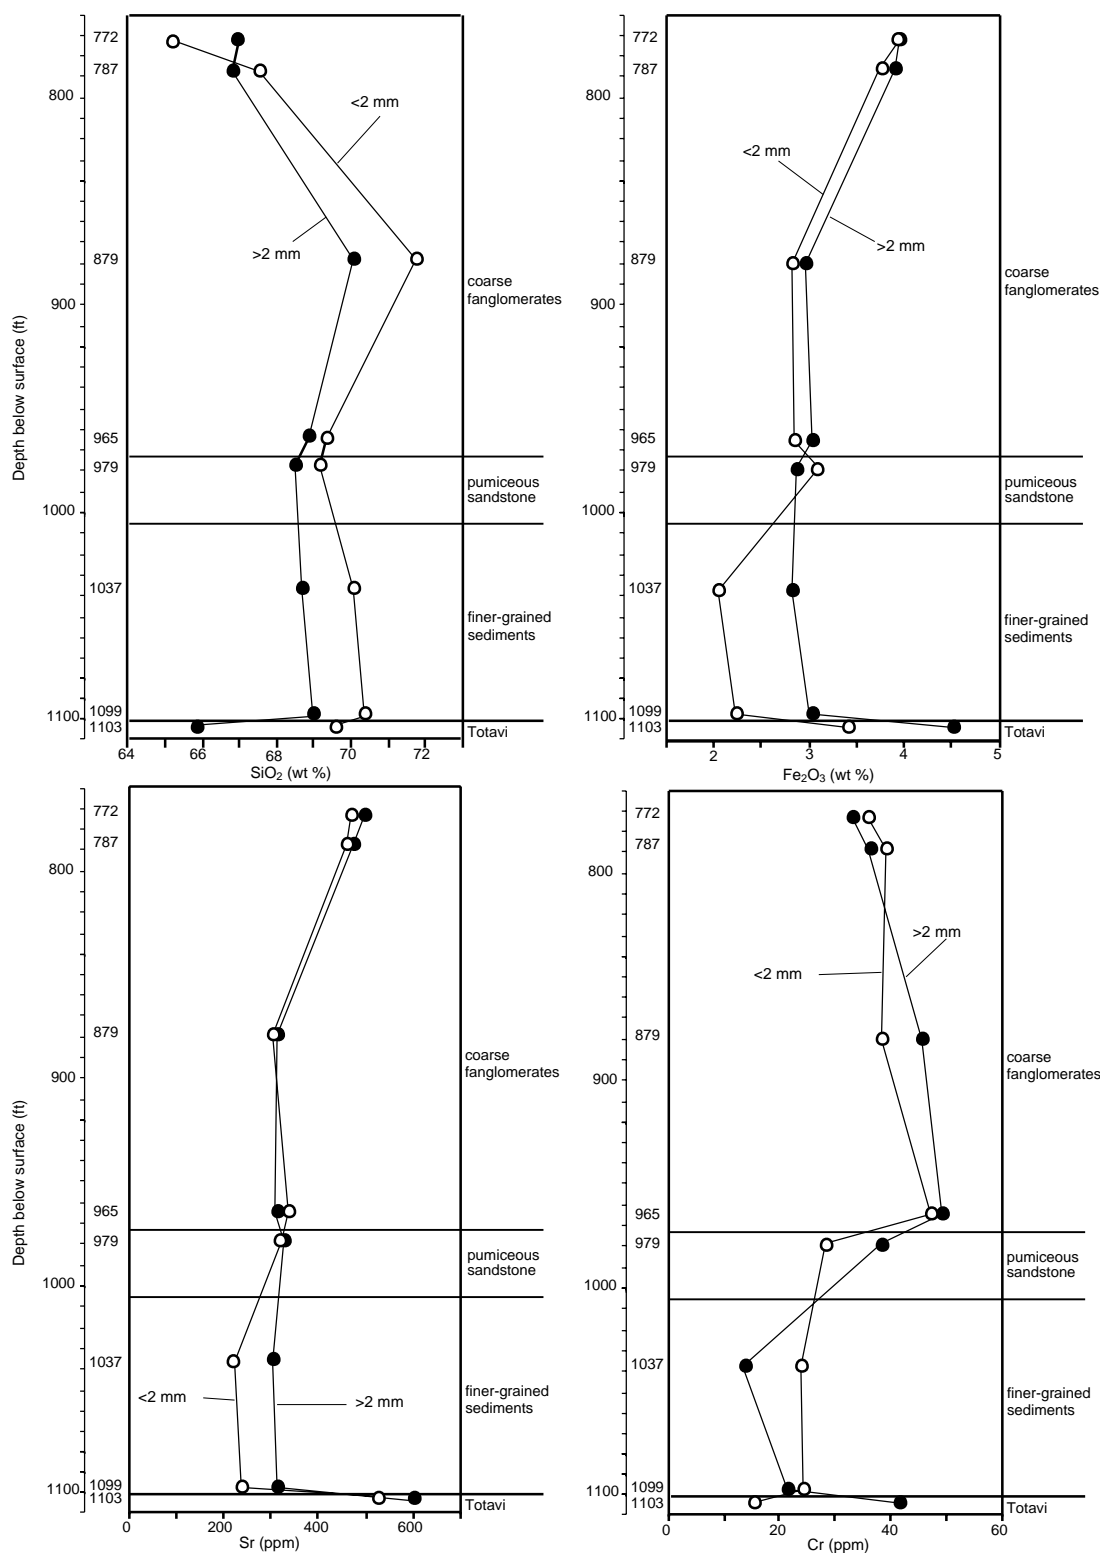 772
787
800
<2 mm
>2 mm
879
900
965
979
1000
1037
1099
1100
1103
Depth below surface (ft)
coarse
fanglomerates
pumiceous
sandstone
finer-grained
sediments
Totavi
64
66
68
70
72
SiO₂ (wt %)
772
787
800
<2 mm
>2 mm
879
900
965
979
1000
1037
1099
1100
1103
coarse
fanglomerates
pumiceous
sandstone
finer-grained
sediments
Totavi
2
3
4
5
Fe₂O₃ (wt %)
772
787
800
879
900
965
979
1000
1037
<2 mm
>2 mm
1099
1100
1103
Depth below surface (ft)
coarse
fanglomerates
pumiceous
sandstone
finer-grained
sediments
Totavi
0
200
400
600
Sr (ppm)
772
787
800
>2 mm
<2 mm
879
900
965
979
1000
1037
1099
1100
1103
coarse
fanglomerates
pumiceous
sandstone
finer-grained
sediments
Totavi
0
20
40
60
Cr (ppm)